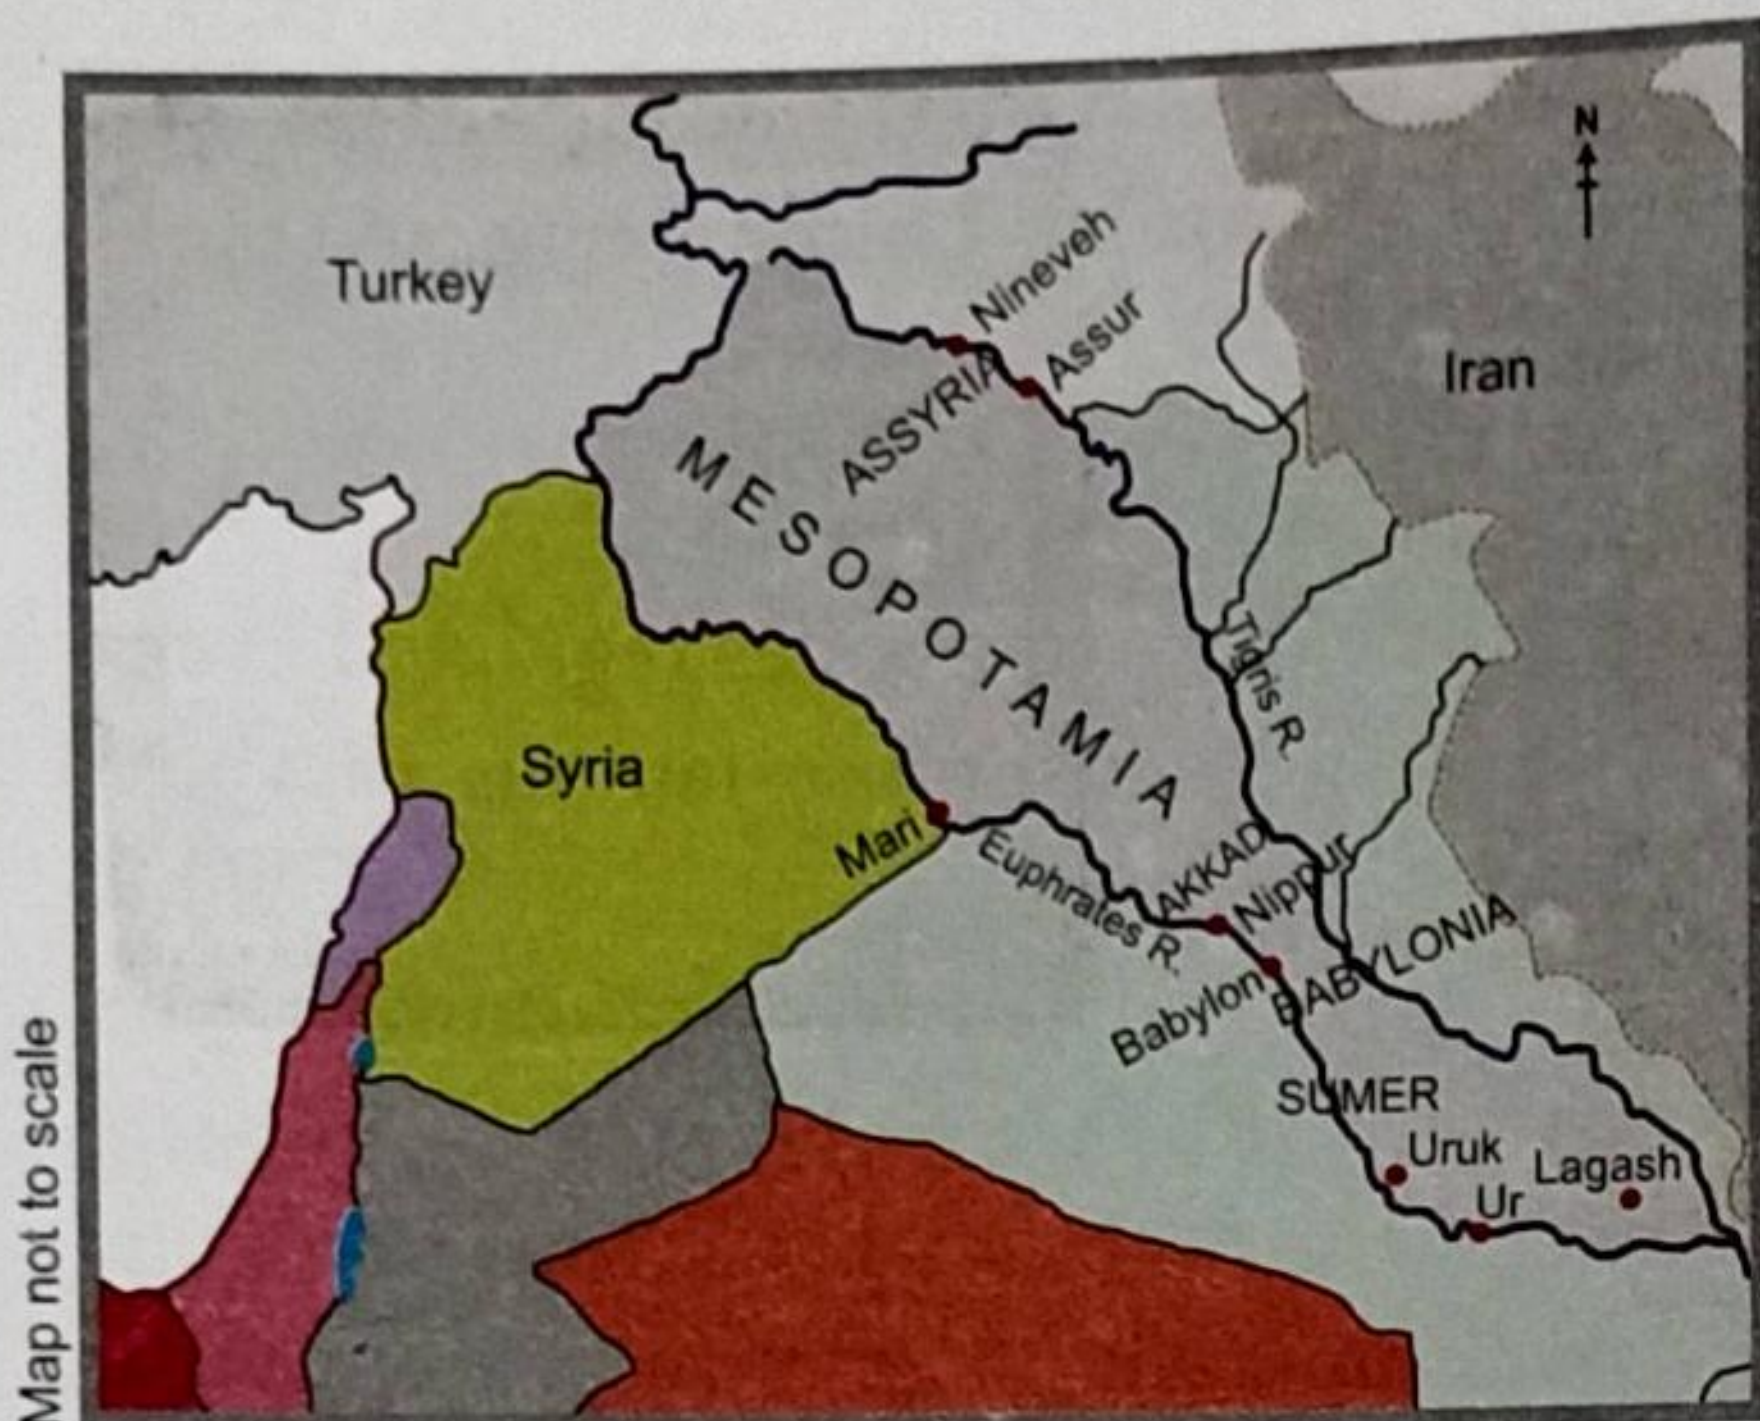 N
Turkey
Nineveh
Assur
Iran
ASSYRIA
MESOPOTAMIA
Tigris R.
Syria
Mari
Euphrates R.
AKKAD
Nippur
BABYLONIA
Babylon
SUMER
Uruk
Lagash
Ur
Map not to scale